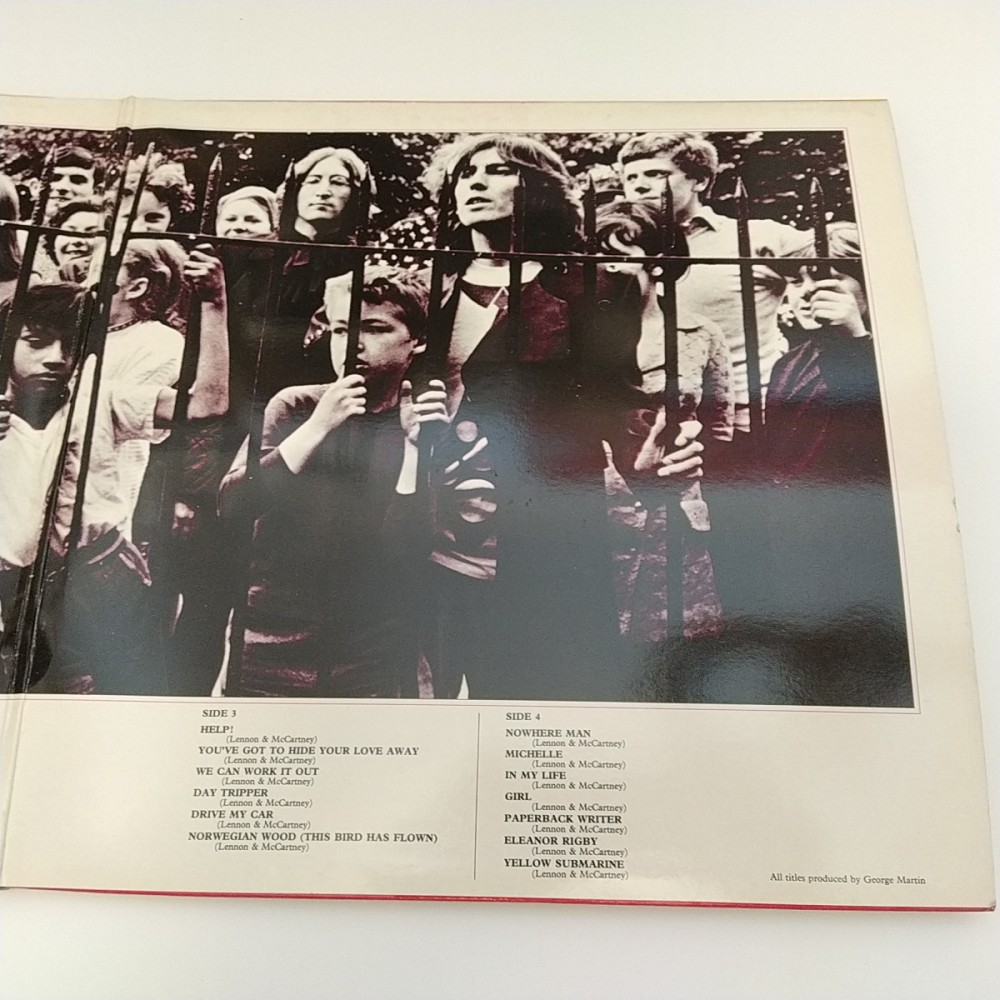 SIDE 3
HELP!
(Lennon & McCartney)
YOU'VE GOT TO HIDE YOUR LOVE AWAY
(Lennon & McCartney)
WE CAN WORK IT OUT
(Lennon & McCartney)
DAY TRIPPER
(Lennon & McCartney)
DRIVE MY CAR
(Lennon & McCartney)
NORWEGIAN WOOD (THIS BIRD HAS FLOWN)
(Lennon & McCartney)
SIDE 4
NOWHERE MAN
(Lennon & McCartney)
MICHELLE
(Lennon & McCartney)
IN MY LIFE
(Lennon & McCartney)
GIRL
(Lennon & McCartney)
PAPERBACK WRITER
(Lennon & McCartney)
ELEANOR RIGBY
(Lennon & McCartney)
YELLOW SUBMARINE
(Lennon & McCartney)
All titles produced by George Martin